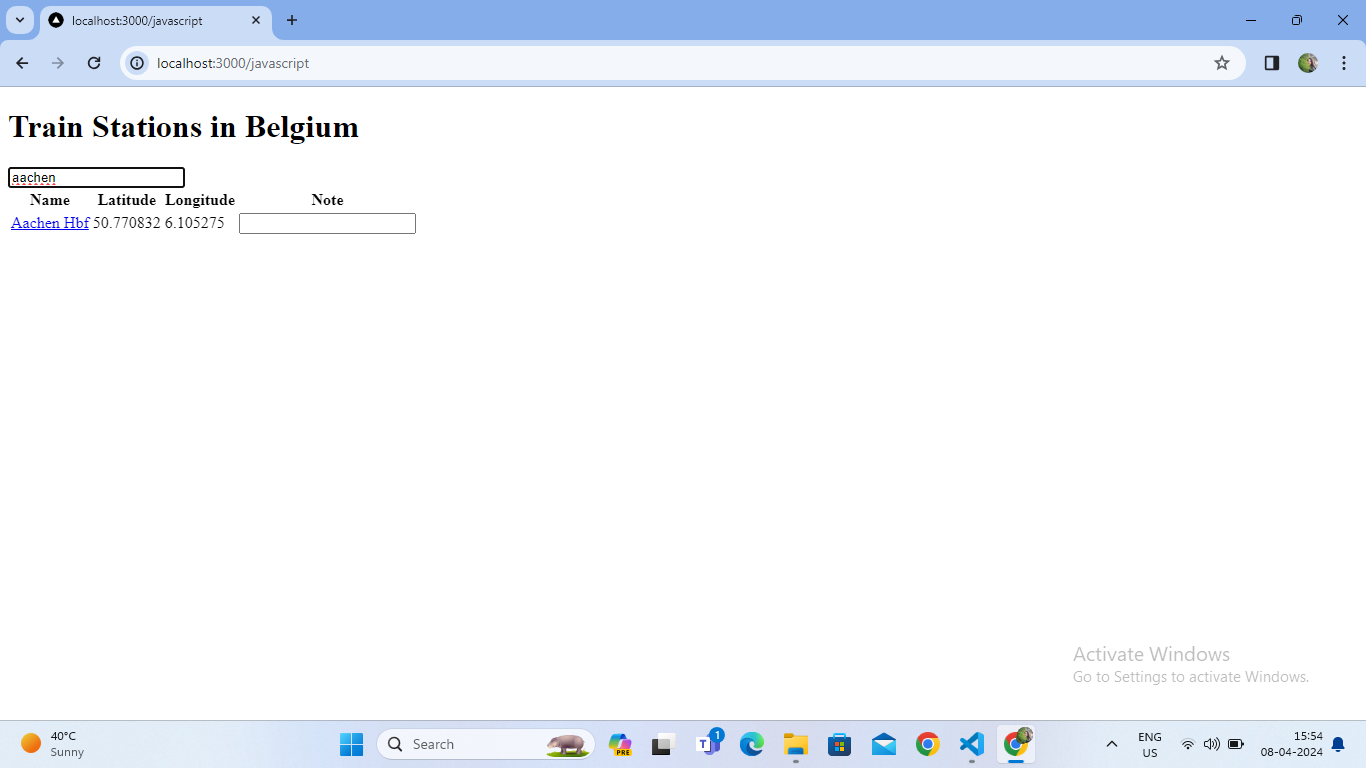 localhost:3000/javascript
localhost:3000/javascript
Train Stations in Belgium
aachen
Name Latitude Longitude Note
Aachen Hbf 50.770832 6.105275
Activate Windows
Go to Settings to activate Windows.
40°C
Sunny
Search
PRE
T
1
ENG
US
15:54
08-04-2024